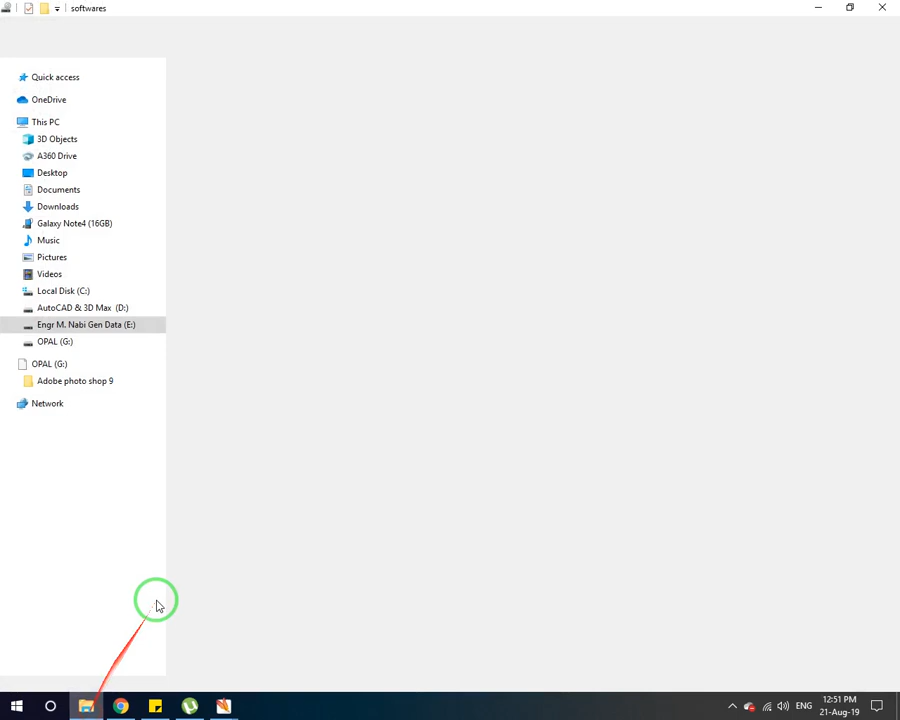 softwares
Quick access
OneDrive
This PC
3D Objects
A360 Drive
Desktop
Documents
Downloads
Galaxy Note4 (16GB)
Music
Pictures
Videos
Local Disk (C:)
AutoCAD & 3D Max (D:)
Engr M. Nabi Gen Data (E:)
OPAL (G:)
OPAL (G:)
Adobe photo shop 9
Network
12:51 PM
ENG
21-Aug-19